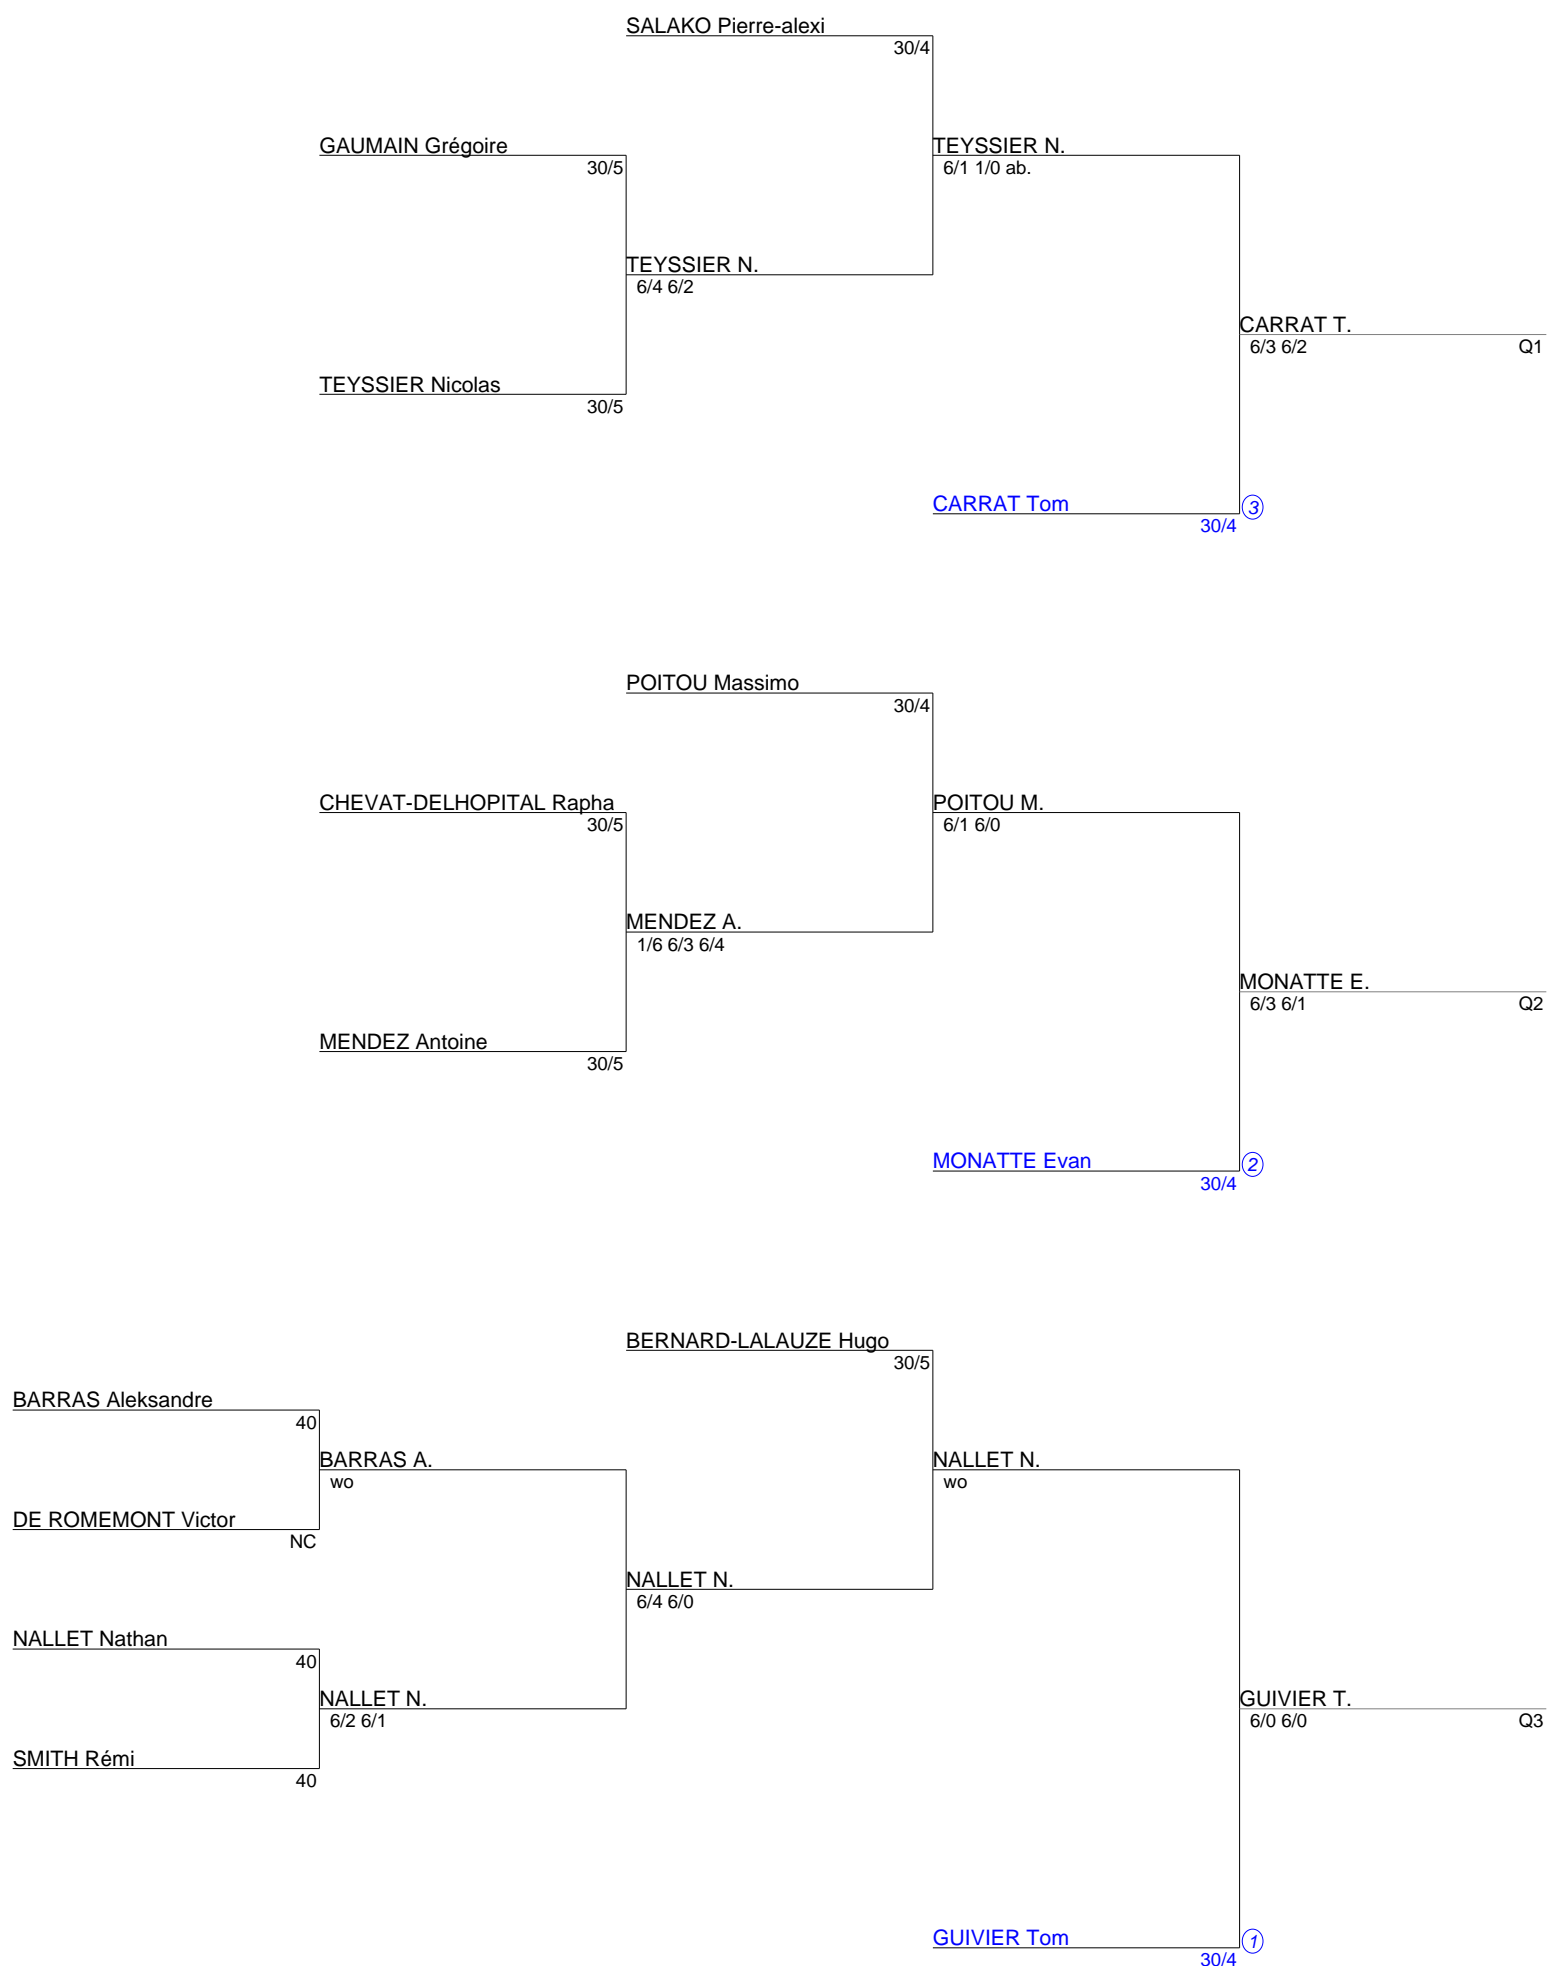 SALAKO Pierre-alexi
30/4
GAUMAIN Grégoire
30/5
TEYSSIER N.
6/1 1/0 ab.
TEYSSIER N.
6/4 6/2
CARRAT T.
6/3 6/2
Q1
TEYSSIER Nicolas
30/5
CARRAT Tom
3
30/4
POITOU Massimo
30/4
CHEVAT-DELHOPITAL Rapha
30/5
POITOU M.
6/1 6/0
MENDEZ A.
1/6 6/3 6/4
MONATTE E.
6/3 6/1
Q2
MENDEZ Antoine
30/5
MONATTE Evan
2
30/4
BERNARD-LALAUZE Hugo
30/5
BARRAS Aleksandre
40
BARRAS A.
wo
NALLET N.
wo
DE ROMEMONT Victor
NC
NALLET N.
6/4 6/0
NALLET Nathan
40
NALLET N.
6/2 6/1
GUIVIER T.
6/0 6/0
Q3
SMITH Rémi
40
GUIVIER Tom
1
30/4